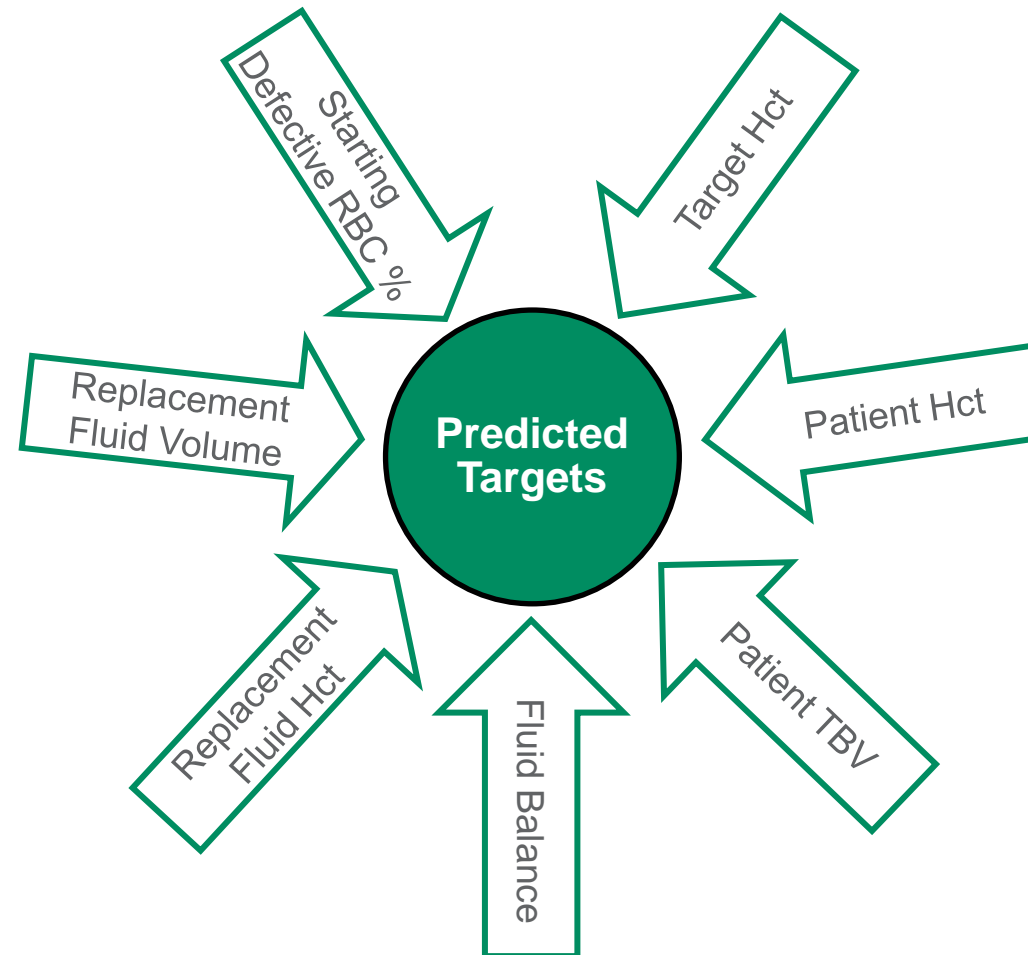 Starting
Defective RBC %
Target Hct
Replacement
Fluid Volume
Predicted
Targets
Patient Hct
Replacement
Fluid Hct
Fluid Balance
Patient TBV